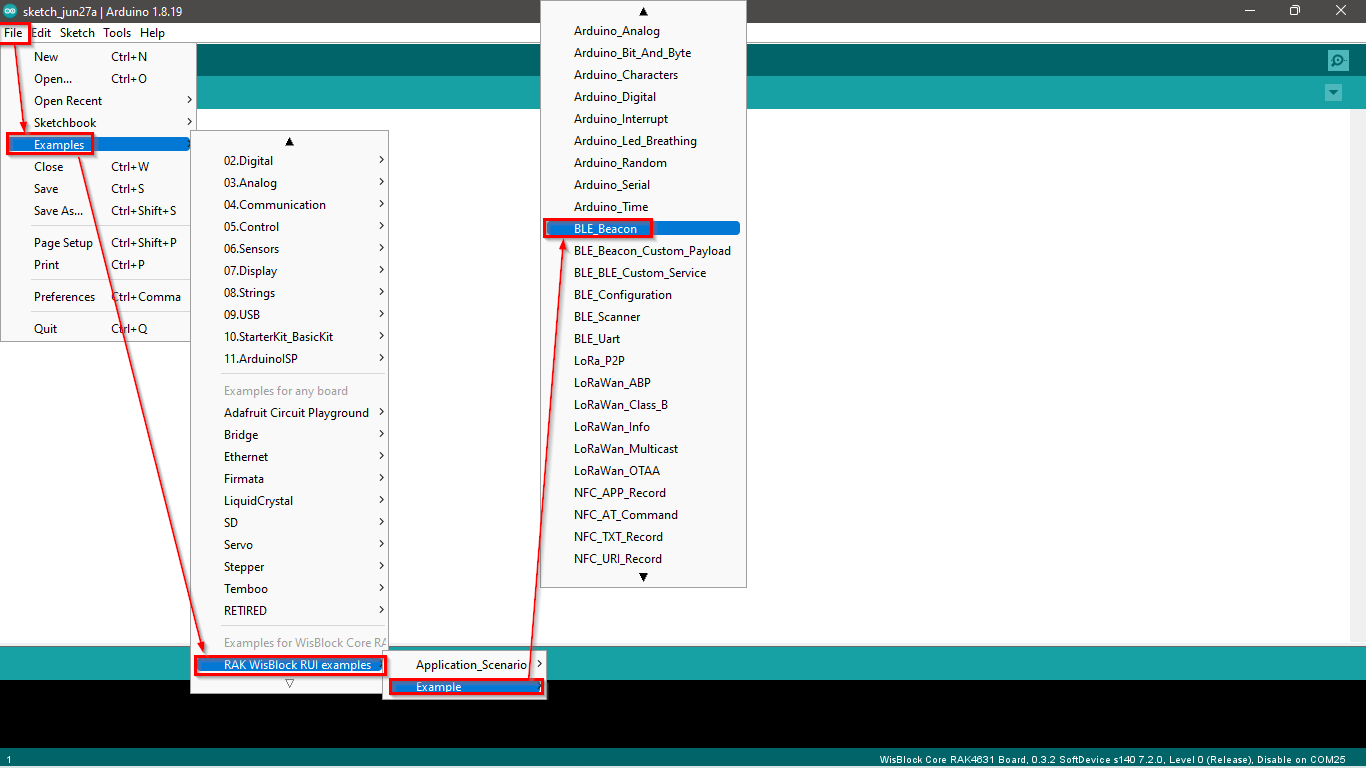 sketch_jun27a | Arduino 1.8.19
File Edit Sketch Tools Help
New Ctrl+N
Open... Ctrl+O
Open Recent
Sketchbook
Examples
Close Ctrl+W
Save Ctrl+S
Save As... Ctrl+Shift+S
Page Setup Ctrl+Shift+P
Print Ctrl+P
Preferences Ctrl+Comma
Quit Ctrl+Q
02.Digital
03.Analog
04.Communication
05.Control
06.Sensors
07.Display
08.Strings
09.USB
10.StarterKit_BasicKit
11.ArduinoISP
Examples for any board
Adafruit Circuit Playground
Bridge
Ethernet
Firmata
LiquidCrystal
SD
Servo
Stepper
Temboo
RETIRED
Examples for WisBlock Core RA
RAK WisBlock RUI examples
Application_Scenario
Example
Arduino_Analog
Arduino_Bit_And_Byte
Arduino_Characters
Arduino_Digital
Arduino_Interrupt
Arduino_Led_Breathing
Arduino_Random
Arduino_Serial
Arduino_Time
BLE_Beacon
BLE_Beacon_Custom_Payload
BLE_BLE_Custom_Service
BLE_Configuration
BLE_Scanner
BLE_Uart
LoRa_P2P
LoRaWan_ABP
LoRaWan_Class_B
LoRaWan_Info
LoRaWan_Multicast
LoRaWan_OTAA
NFC_APP_Record
NFC_AT_Command
NFC_TXT_Record
NFC_URI_Record
1
WisBlock Core RAK4631 Board, 0.3.2 SoftDevice s140 7.2.0, Level 0 (Release), Disable on COM25